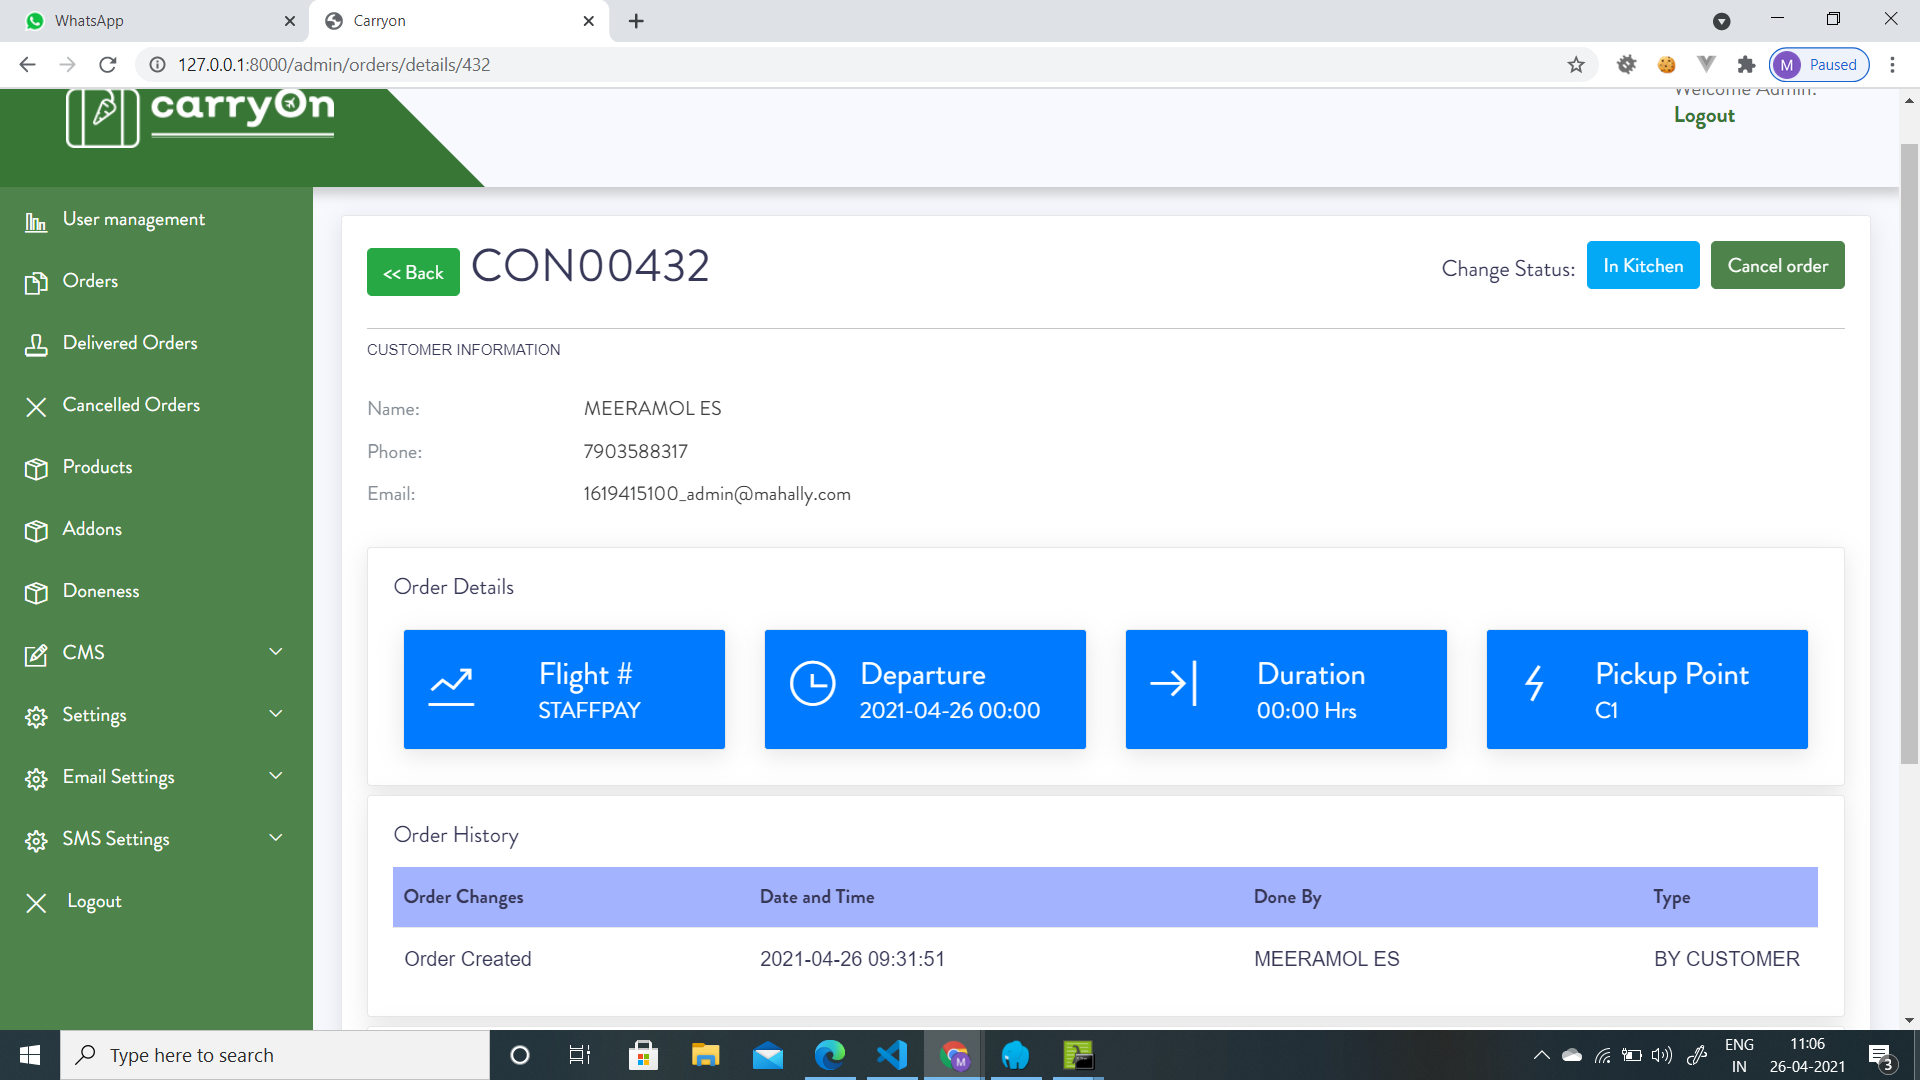 WhatsApp
Carryon
127.0.0.1:8000/admin/orders/details/432
M Paused
carryOn
Welcome Admin.
Logout
User management
Orders
Delivered Orders
Cancelled Orders
Products
Addons
Doneness
CMS
Settings
Email Settings
SMS Settings
Logout
<< Back CON00432
Change Status: In Kitchen Cancel order
CUSTOMER INFORMATION
Name: MEERAMOL ES
Phone: 7903588317
Email: 1619415100_admin@mahally.com
Order Details
Flight #
STAFFPAY
Departure
2021-04-26 00:00
Duration
00:00 Hrs
Pickup Point
C1
Order History
Order Changes Date and Time Done By Type
Order Created 2021-04-26 09:31:51 MEERAMOL ES BY CUSTOMER
Type here to search
M
ENG
IN
11:06
26-04-2021
3